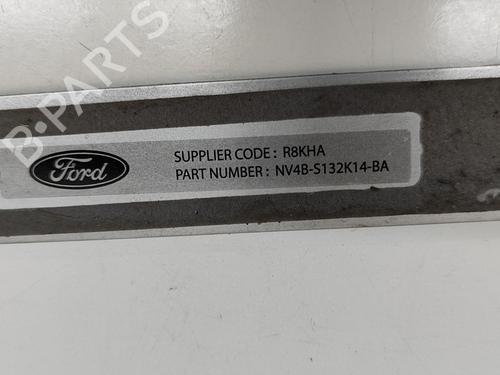 B-PARTS
Ford
SUPPLIER CODE : R8KHA
PART NUMBER : NV4B-S132K14-BA